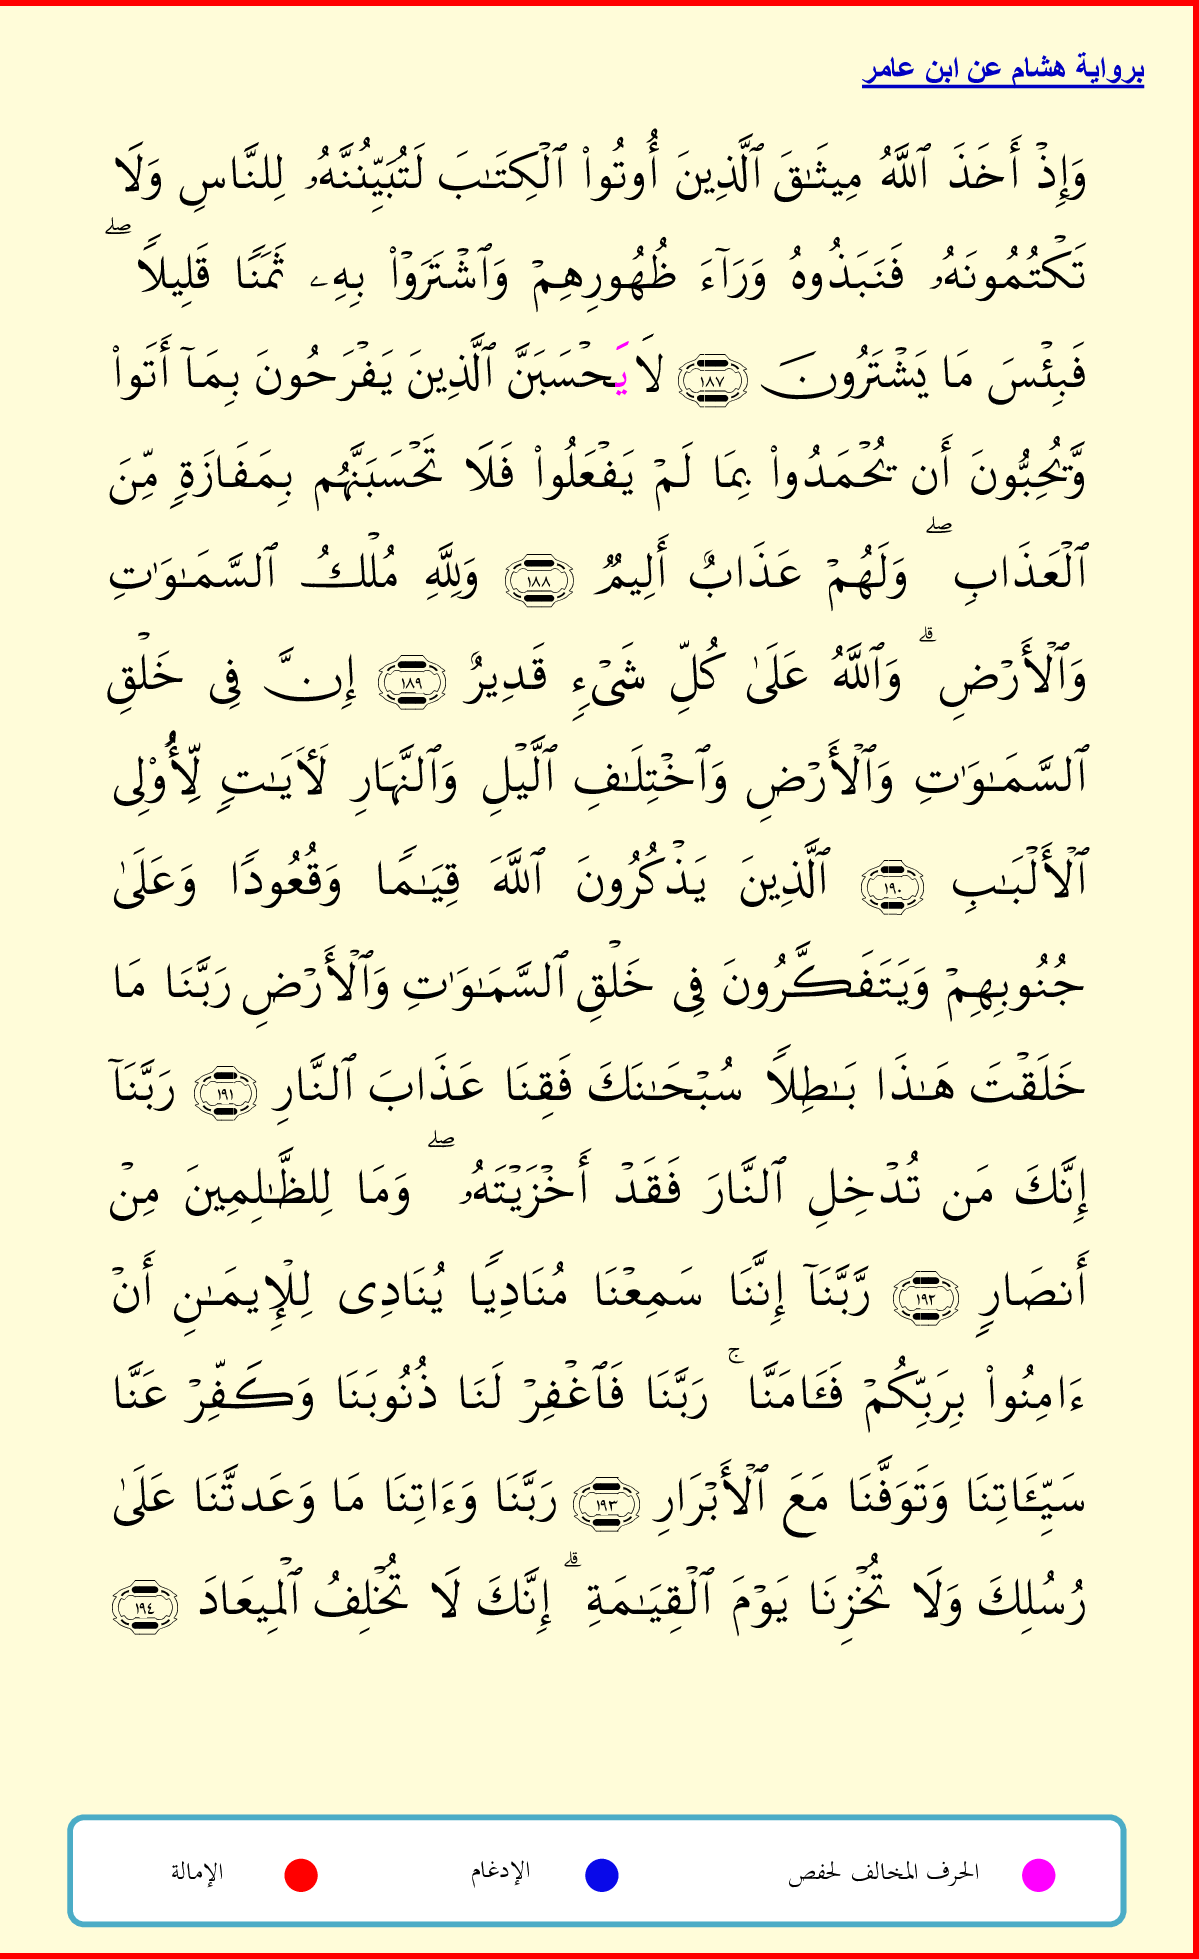 برواية هشام عن ابن عامر
وَإِذْ أَخَذَ ٱللَّهُ مِيثَـٰقَ ٱلَّذِينَ أُوتُوا۟ ٱلْكِتَـٰبَ لَتُبَيِّنُنَّهُۥ لِلنَّاسِ وَلَا
تَكْتُمُونَهُۥ فَنَبَذُوهُ وَرَآءَ ظُهُورِهِمْ وَٱشْتَرَوْا۟ بِهِۦ ثَمَنًا قَلِيلًا ۖ
فَبِئْسَ مَا يَشْتَرُونَ ١٨٧ لَا يَحْسَبَنَّ ٱلَّذِينَ يَفْرَحُونَ بِمَآ أَتَوا۟
وَّيُحِبُّونَ أَن يُحْمَدُوا۟ بِمَا لَمْ يَفْعَلُوا۟ فَلَا تَحْسَبَنَّهُم بِمَفَازَةٍ مِّنَ
ٱلْعَذَابِ ۖ وَلَهُمْ عَذَابٌ أَلِيمٌ ١٨٨ وَلِلَّهِ مُلْكُ ٱلسَّمَـٰوَٰتِ
وَٱلْأَرْضِ ۗ وَٱللَّهُ عَلَىٰ كُلِّ شَىْءٍ قَدِيرٌ ١٨٩ إِنَّ فِى خَلْقِ
ٱلسَّمَـٰوَٰتِ وَٱلْأَرْضِ وَٱخْتِلَـٰفِ ٱلَّيْلِ وَٱلنَّهَارِ لَـَٔايَـٰتٍ لِّأُو۟لِى
ٱلْأَلْبَـٰبِ ١٩٠ ٱلَّذِينَ يَذْكُرُونَ ٱللَّهَ قِيَـٰمًا وَقُعُودًا وَعَلَىٰ
جُنُوبِهِمْ وَيَتَفَكَّرُونَ فِى خَلْقِ ٱلسَّمَـٰوَٰتِ وَٱلْأَرْضِ رَبَّنَا مَا
خَلَقْتَ هَـٰذَا بَـٰطِلًا سُبْحَـٰنَكَ فَقِنَا عَذَابَ ٱلنَّارِ ١٩١ رَبَّنَآ
إِنَّكَ مَن تُدْخِلِ ٱلنَّارَ فَقَدْ أَخْزَيْتَهُۥ ۖ وَمَا لِلظَّـٰلِمِينَ مِنْ
أَنصَارٍ ١٩٢ رَّبَّنَآ إِنَّنَا سَمِعْنَا مُنَادِيًا يُنَادِى لِلْإِيمَـٰنِ أَنْ
ءَامِنُوا۟ بِرَبِّكُمْ فَـَٔامَنَّا ۚ رَبَّنَا فَٱغْفِرْ لَنَا ذُنُوبَنَا وَكَفِّرْ عَنَّا
سَيِّـَٔاتِنَا وَتَوَفَّنَا مَعَ ٱلْأَبْرَارِ ١٩٣ رَبَّنَا وَءَاتِنَا مَا وَعَدتَّنَا عَلَىٰ
رُسُلِكَ وَلَا تُخْزِنَا يَوْمَ ٱلْقِيَـٰمَةِ ۗ إِنَّكَ لَا تُخْلِفُ ٱلْمِيعَادَ ١٩٤
الحرف المخالف لحفص الإدغام الإمالة